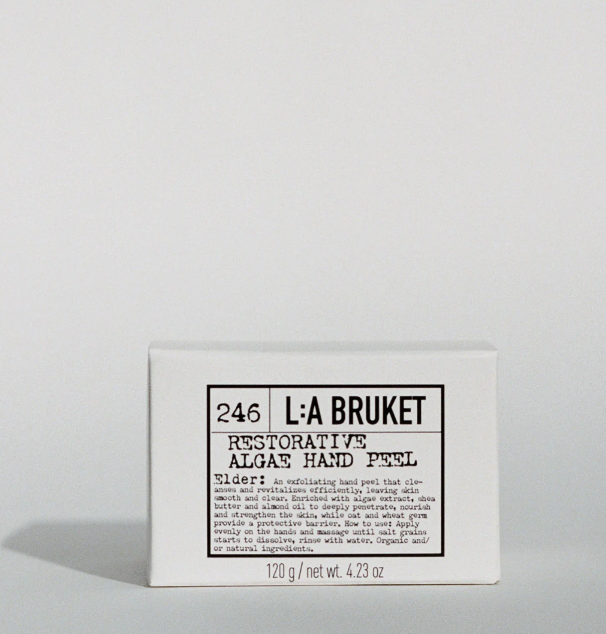 246 L:A BRUKET
RESTORATIVE
ALGAE HAND PEEL
Elder: An exfoliating hand peel that cle-
anses and revitalizes efficiently, leaving skin
smooth and clear. Enriched with algae extract, shea
butter and almond oil to deeply penetrate, nourish
and strengthen the skin, while oat and wheat germ
provide a protective barrier. How to use: Apply
evenly on the hands and massage until salt grains
starts to dissolve, rinse with water. Organic and/
or natural ingredients.
120 g / net wt. 4.23 oz